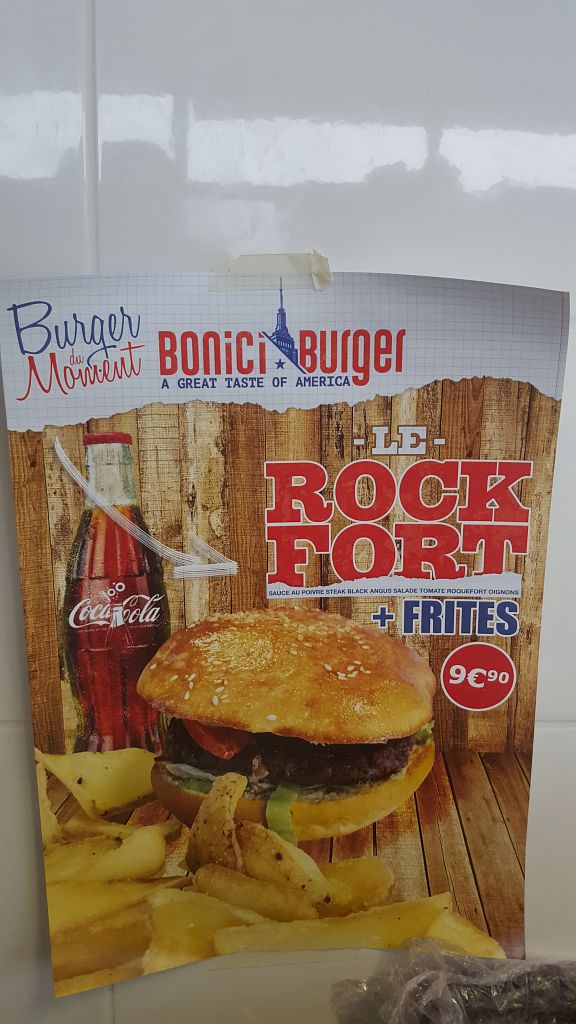 Burger
du
Moment
BONICI BURGER
A GREAT TASTE OF AMERICA
- LE -
ROCK
FORT
SAUCE AU POIVRE STEAK BLACK ANGUS SALADE TOMATE ROQUEFORT OIGNONS
+ FRITES
9€90
Coca-Cola